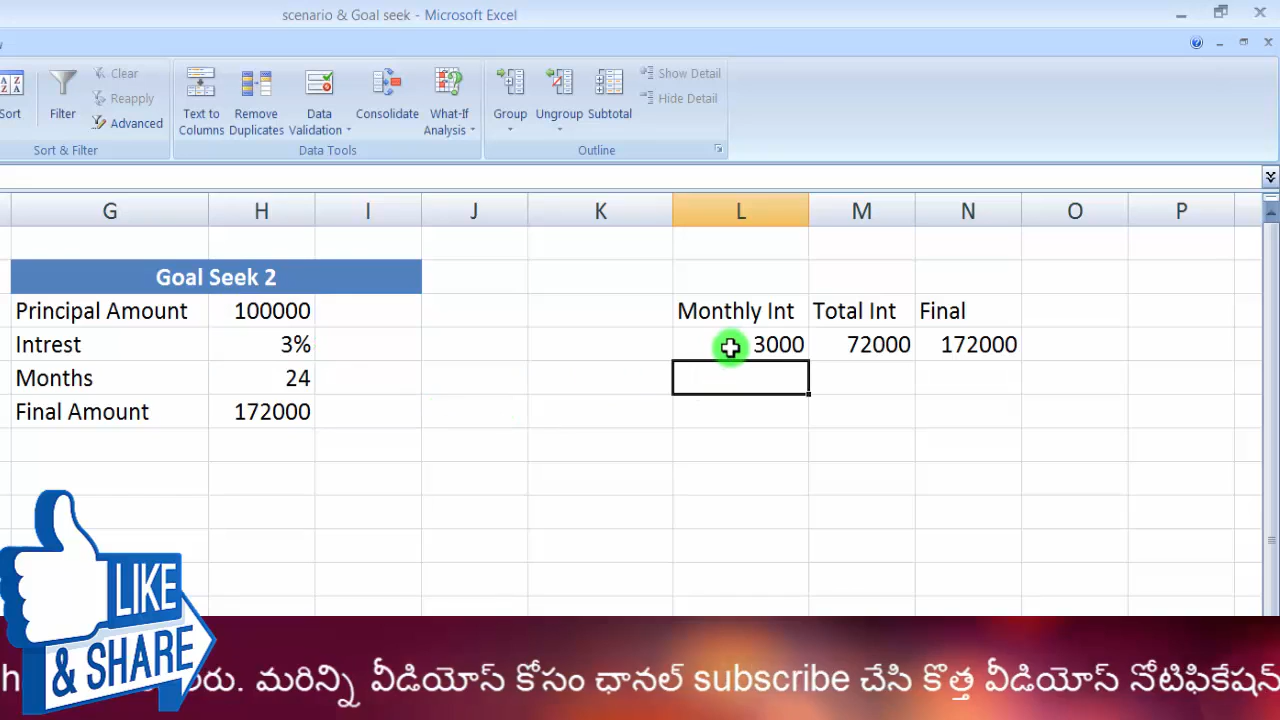 scenario & Goal seek - Microsoft Excel
Sort
Filter
Clear
Reapply
Advanced
Text to Columns
Remove Duplicates
Data Validation
Consolidate
What-If Analysis
Group
Ungroup
Subtotal
Show Detail
Hide Detail
Sort & Filter
Data Tools
Outline
G H I J K L M N O P
Goal Seek 2
Principal Amount 100000 Monthly Int Total Int Final
Intrest 3% 3000 72000 172000
Months 24
Final Amount 172000
LIKE
& SHARE
మరిన్ని వీడియోస్ కోసం ఛానల్ subscribe చేసి కొత్త వీడియోస్ నోటిఫికేషన్